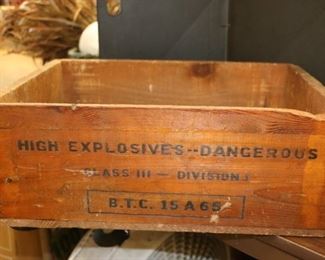 HIGH EXPLOSIVES--DANGEROUS
CLASS III — DIVISION 1
B.T.C. 15 A 65